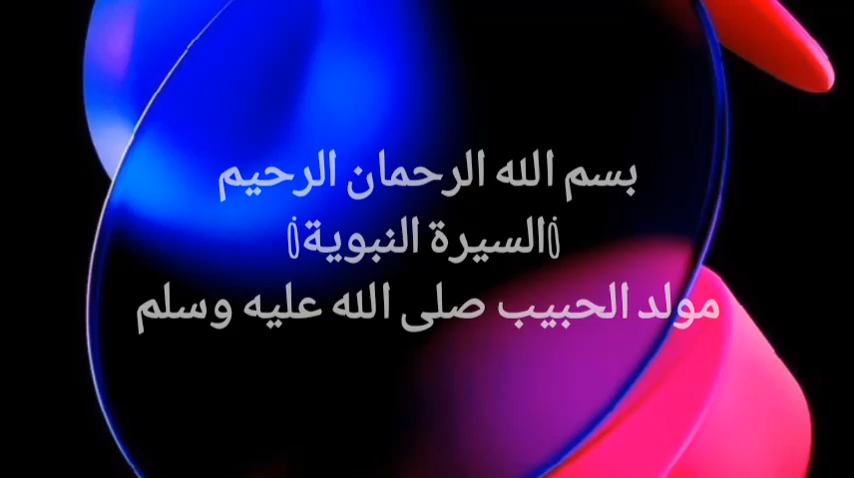 بسم الله الرحمان الرحيم
السيرة النبوية
مولد الحبيب صلى الله عليه وسلم